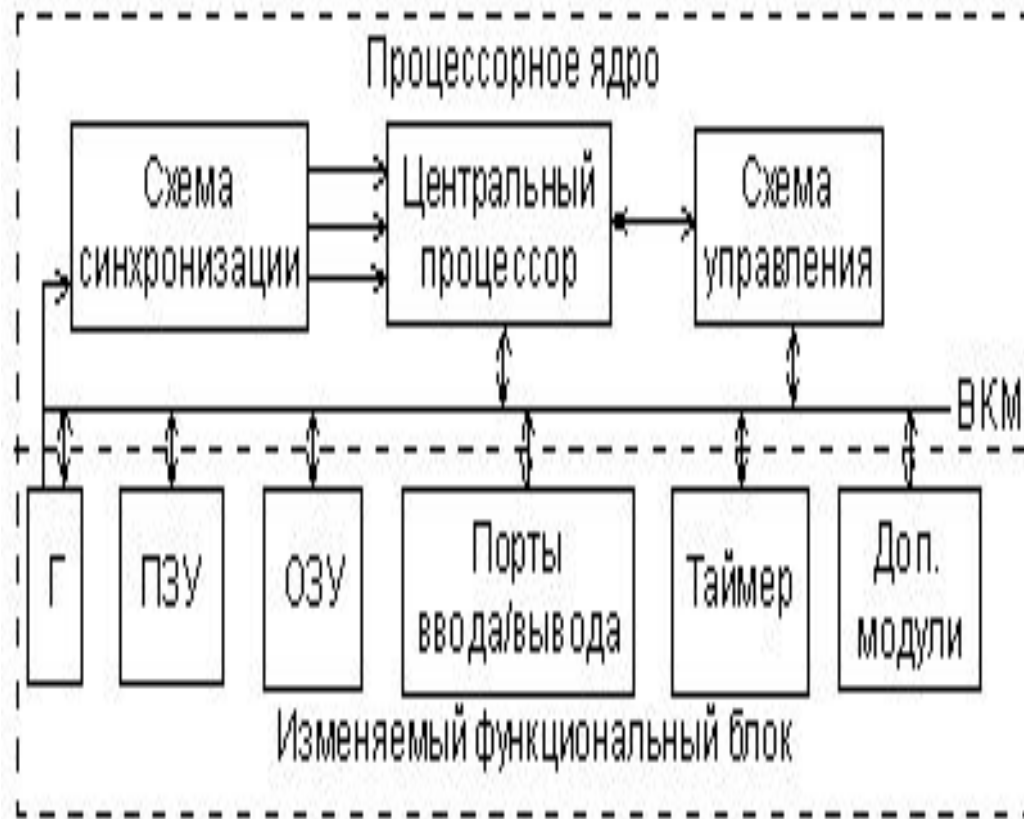 Процессорное ядро
Схема
синхронизации
Центральный
процессор
Схема
управления
ВКМ
Г
ПЗУ
ОЗУ
Порты
ввода/вывода
Таймер
Доп.
модули
Изменяемый функциональный блок